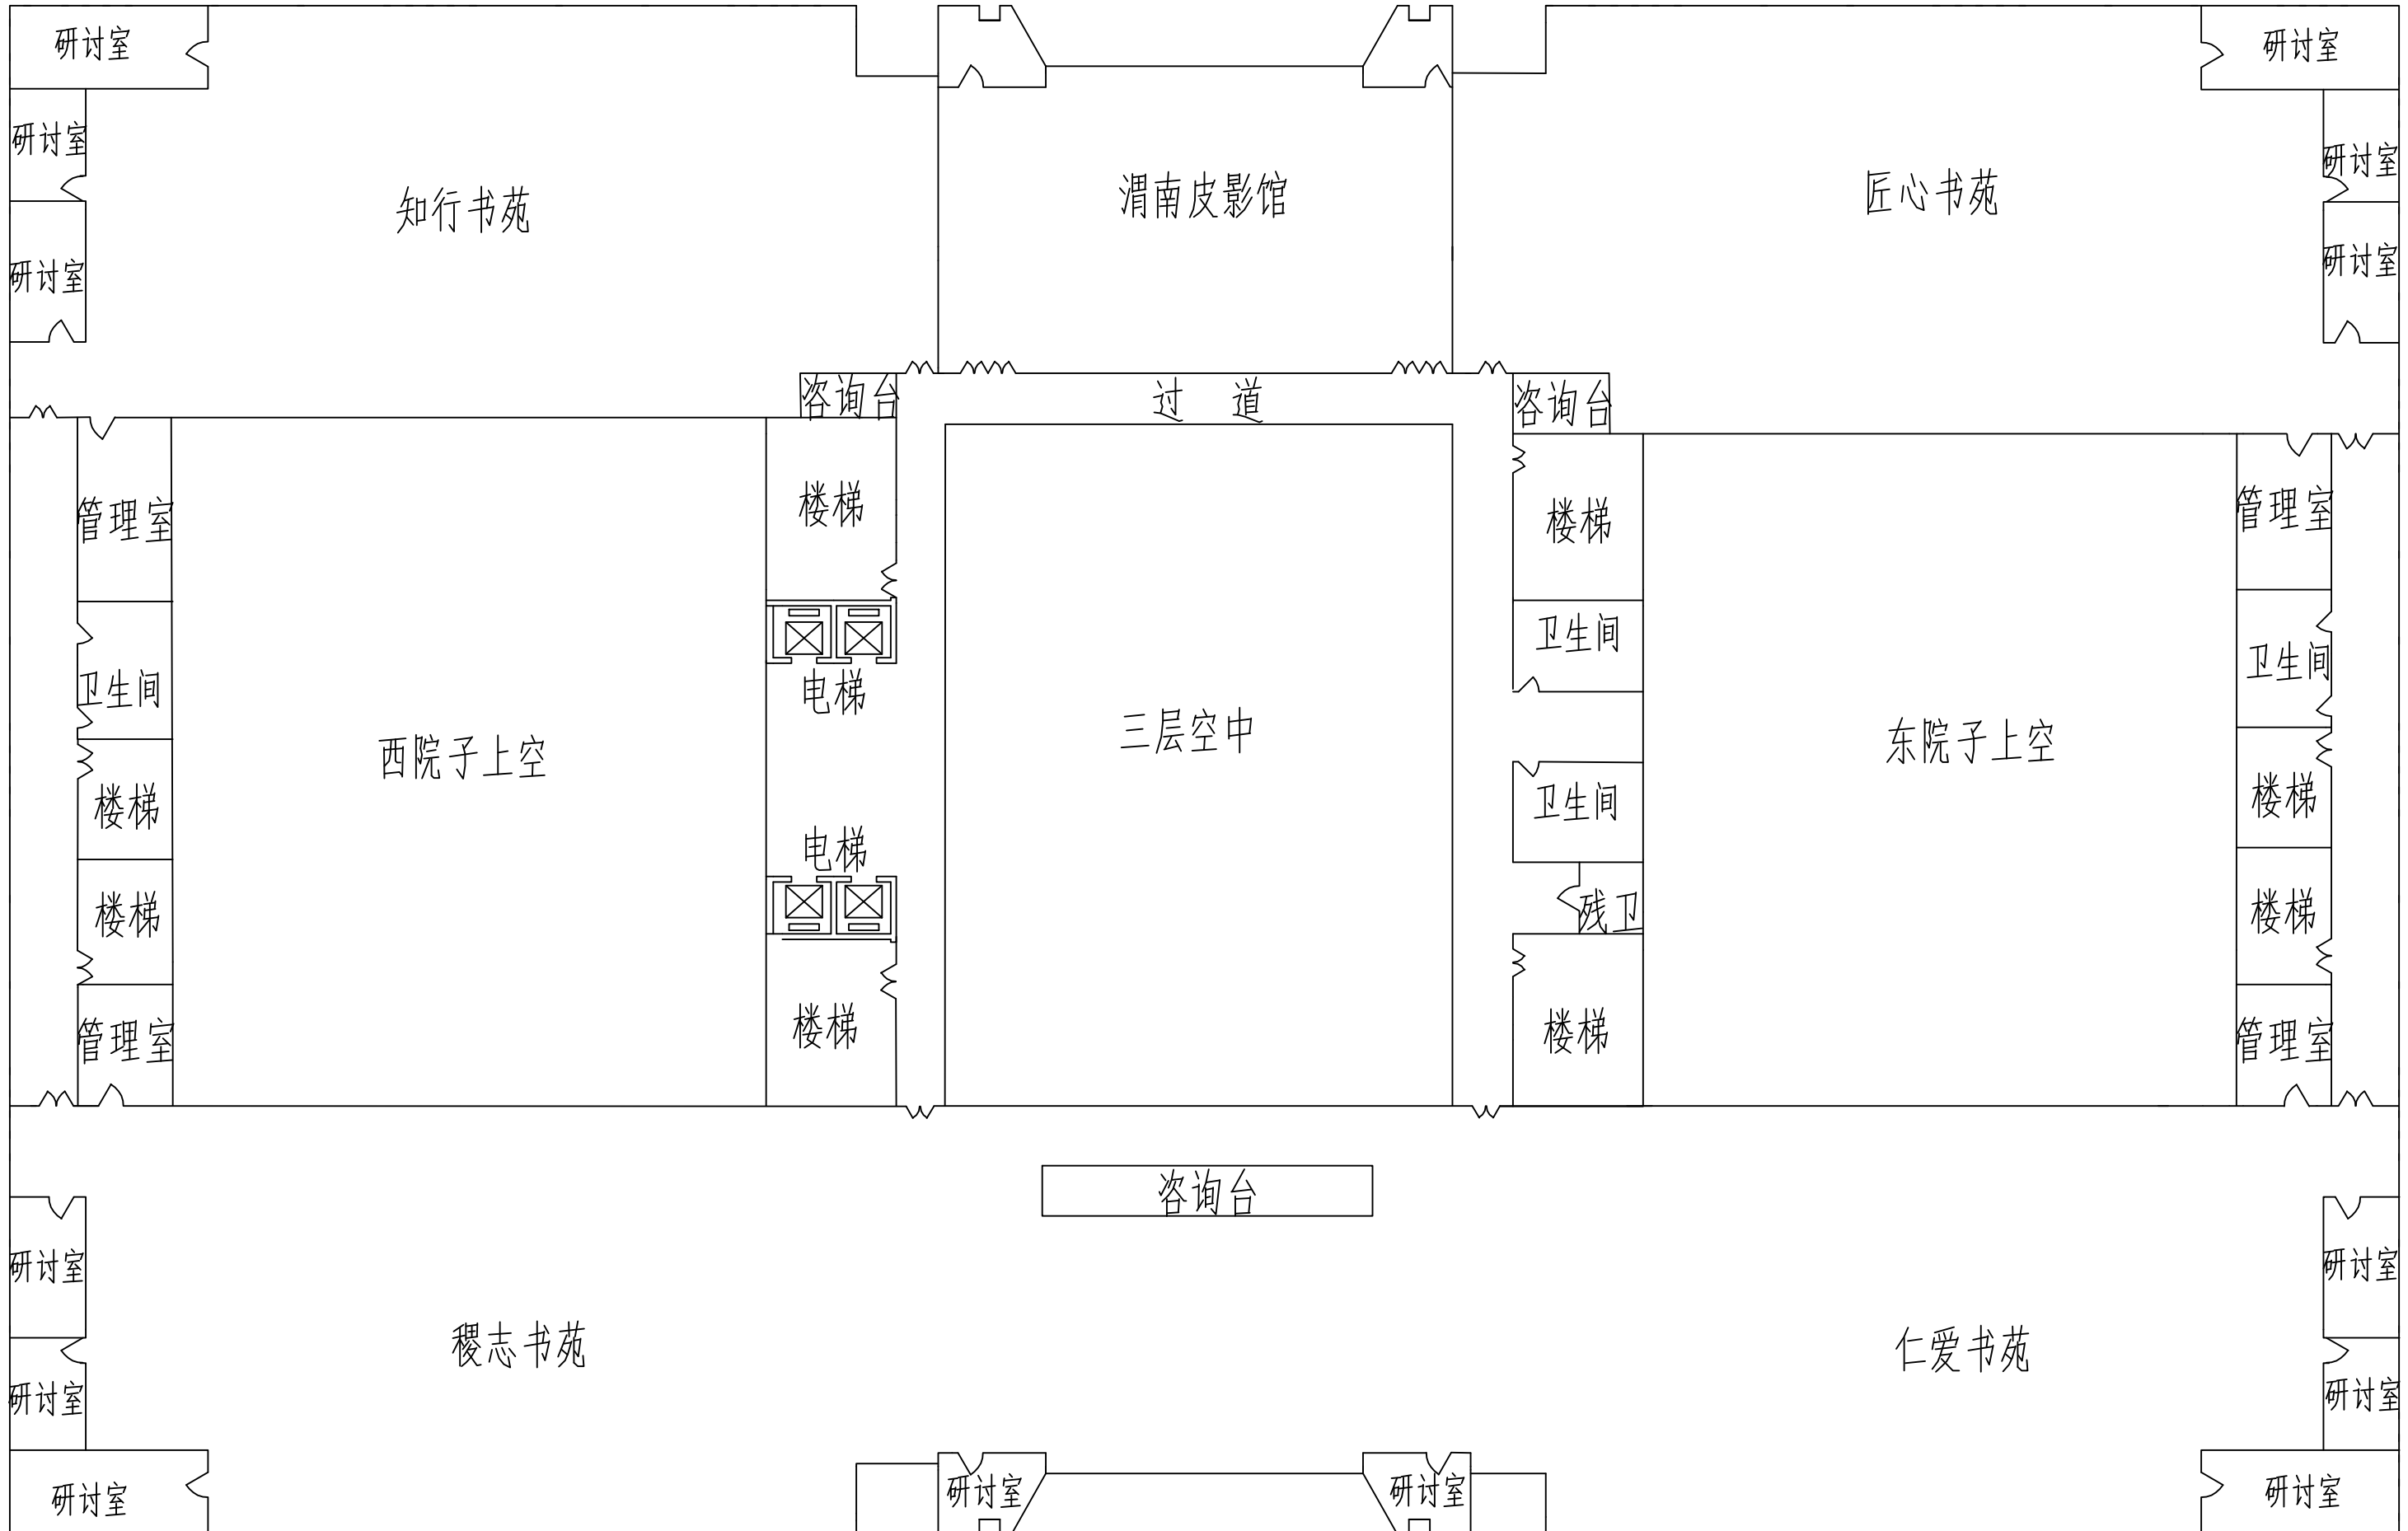 研讨室
研讨室
研讨室
研讨室
知行书苑
渭南皮影馆
匠心书苑
研讨室
研讨室
研讨室
咨询台
过 道
咨询台
管理室
楼梯
楼梯
管理室
卫生间
电梯
卫生间
卫生间
西院子上空
三层空中
东院子上空
楼梯
电梯
卫生间
楼梯
楼梯
残卫
楼梯
管理室
楼梯
楼梯
管理室
咨询台
研讨室
研讨室
稷志书苑
仁爱书苑
研讨室
研讨室
研讨室
研讨室
研讨室
研讨室